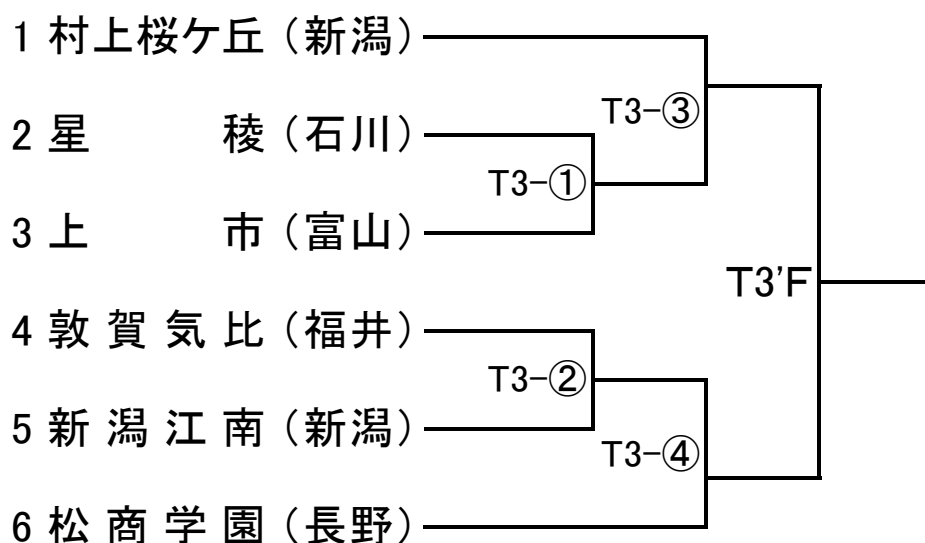 1 村上桜ケ丘（新潟）
T3-③
2 星　　　稜（石川）
T3-①
3 上　　　市（富山）
T3'F
4 敦賀気比（福井）
T3-②
5 新潟江南（新潟）
T3-④
6 松商学園（長野）